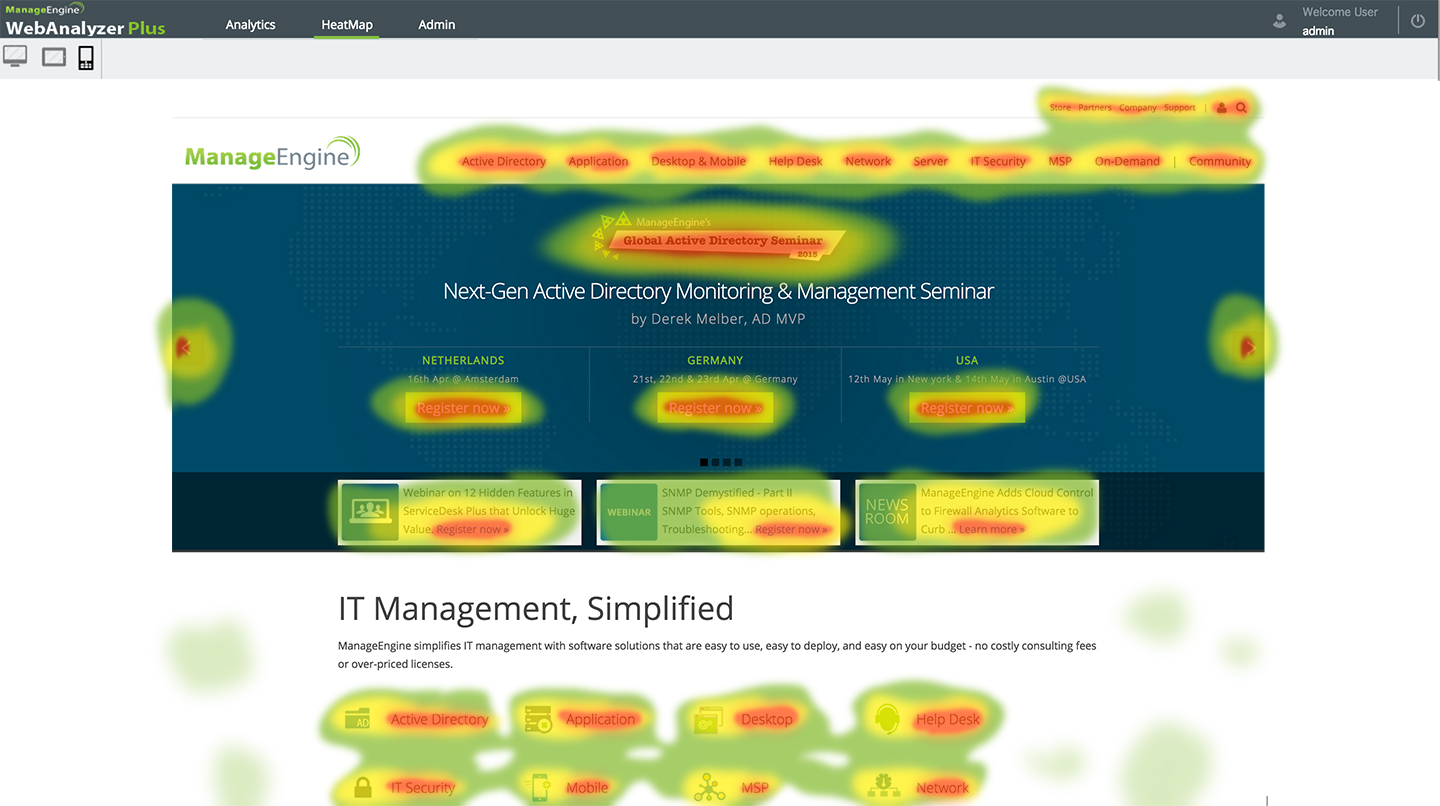 ManageEngine
WebAnalyzer Plus
Analytics HeatMap Admin
Welcome User
admin
Store Partners Company Support |
ManageEngine
Active Directory Application Desktop & Mobile Help Desk Network Server IT Security MSP On-Demand | Community
ManageEngine's
Global Active Directory Seminar
2015
Next-Gen Active Directory Monitoring & Management Seminar
by Derek Melber, AD MVP
NETHERLANDS
16th Apr @ Amsterdam
Register now »
GERMANY
21st, 22nd & 23rd Apr @ Germany
Register now »
USA
12th May in New york & 14th May in Austin @USA
Register now »
Webinar on 12 Hidden Features in
ServiceDesk Plus that Unlock Huge
Value, Register now »
WEBINAR
SNMP Demystified - Part II
SNMP Tools, SNMP operations,
Troubleshooting... Register now »
NEWS
ROOM
ManageEngine Adds Cloud Control
to Firewall Analytics Software to
Curb ... Learn more »
IT Management, Simplified
ManageEngine simplifies IT management with software solutions that are easy to use, easy to deploy, and easy on your budget - no costly consulting fees
or over-priced licenses.
AD Active Directory Application Desktop Help Desk
IT Security Mobile MSP Network